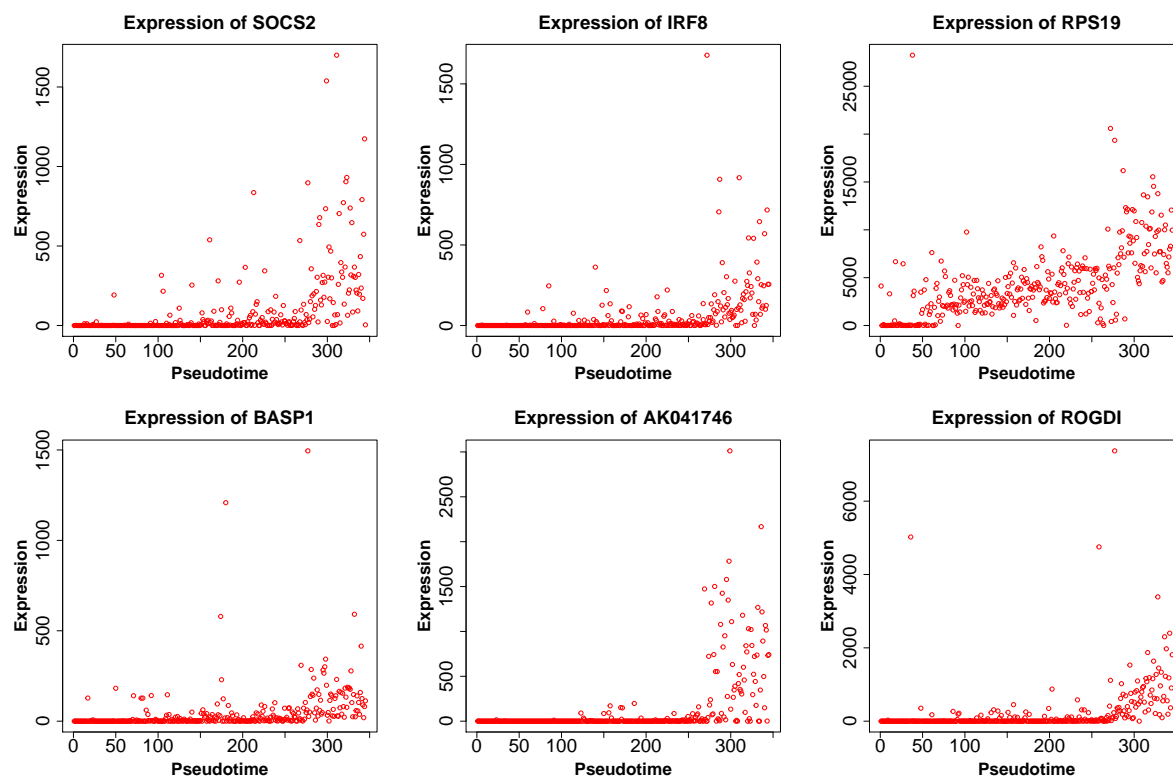 Expression of SOCS2
Expression
0 500 1000 1500
0 50 100 200 300
Pseudotime
Expression of IRF8
Expression
0 500 1000 1500
0 50 100 200 300
Pseudotime
Expression of RPS19
Expression
0 5000 15000 25000
0 50 100 200 300
Pseudotime
Expression of BASP1
Expression
0 500 1000 1500
0 50 100 200 300
Pseudotime
Expression of AK041746
Expression
0 500 1500 2500
0 50 100 200 300
Pseudotime
Expression of ROGDI
Expression
0 2000 4000 6000
0 50 100 200 300
Pseudotime